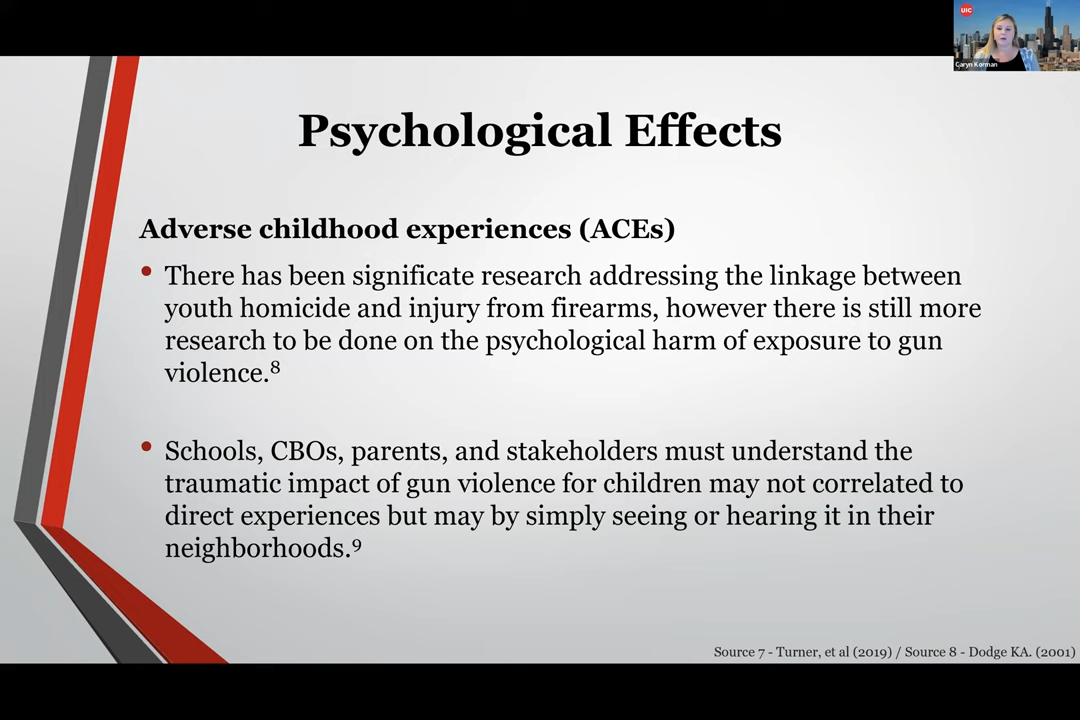 UIC
Caryn Korman
Psychological Effects
Adverse childhood experiences (ACEs)
• There has been significate research addressing the linkage between
youth homicide and injury from firearms, however there is still more
research to be done on the psychological harm of exposure to gun
violence.⁸
• Schools, CBOs, parents, and stakeholders must understand the
traumatic impact of gun violence for children may not correlated to
direct experiences but may by simply seeing or hearing it in their
neighborhoods.⁹
Source 7 - Turner, et al (2019) / Source 8 - Dodge KA. (2001)